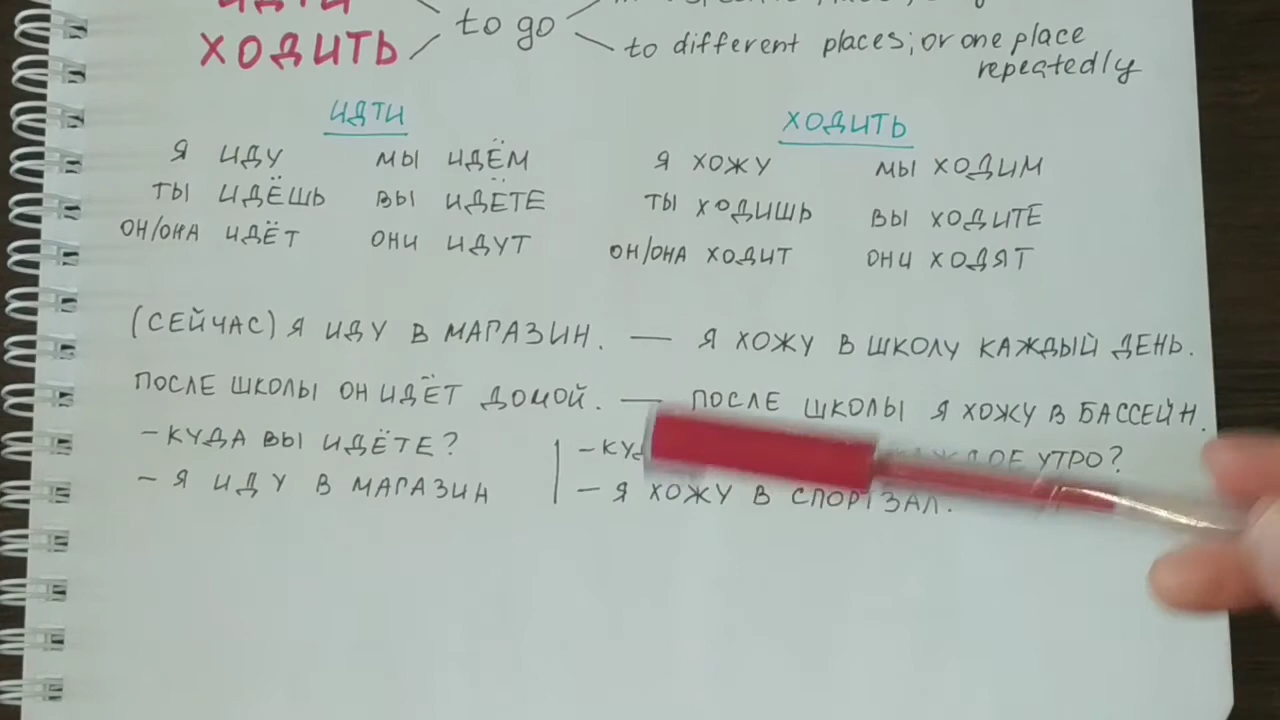 ХОДИТЬ
to go
to different places; or one place
repeatedly
ИДТИ
Я ИДУ МЫ ИДЁМ
ТЫ ИДЁШЬ ВЫ ИДЁТЕ
ОН/ОНА ИДЁТ ОНИ ИДУТ
ХОДИТЬ
Я ХОЖУ МЫ ХОДИМ
ТЫ ХОДИШЬ ВЫ ХОДИТЕ
ОН/ОНА ХОДИТ ОНИ ХОДЯТ
(СЕЙЧАС) Я ИДУ В МАГАЗИН. — Я ХОЖУ В ШКОЛУ КАЖДЫЙ ДЕНЬ.
ПОСЛЕ ШКОЛЫ ОН ИДЁТ ДОМОЙ. — ПОСЛЕ ШКОЛЫ Я ХОЖУ В БАССЕЙН.
- КУДА ВЫ ИДЁТЕ?
- Я ИДУ В МАГАЗИН
УТРО?
- Я ХОЖУ В СПОРТЗАЛ.